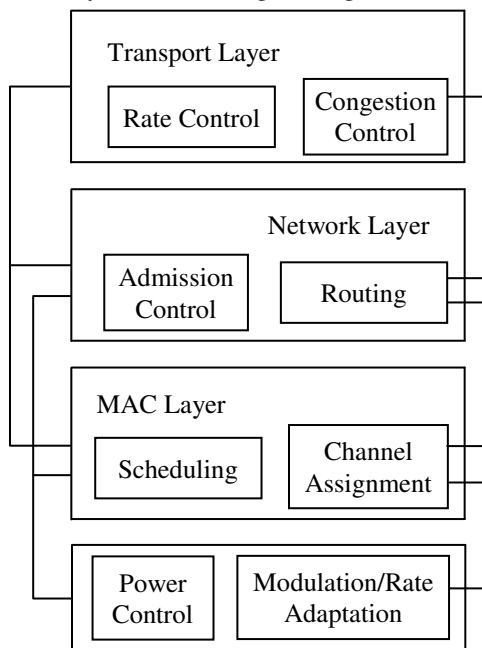 Transport Layer
Rate Control
Congestion
Control
Network Layer
Admission
Control
Routing
MAC Layer
Scheduling
Channel
Assignment
Power
Control
Modulation/Rate
Adaptation